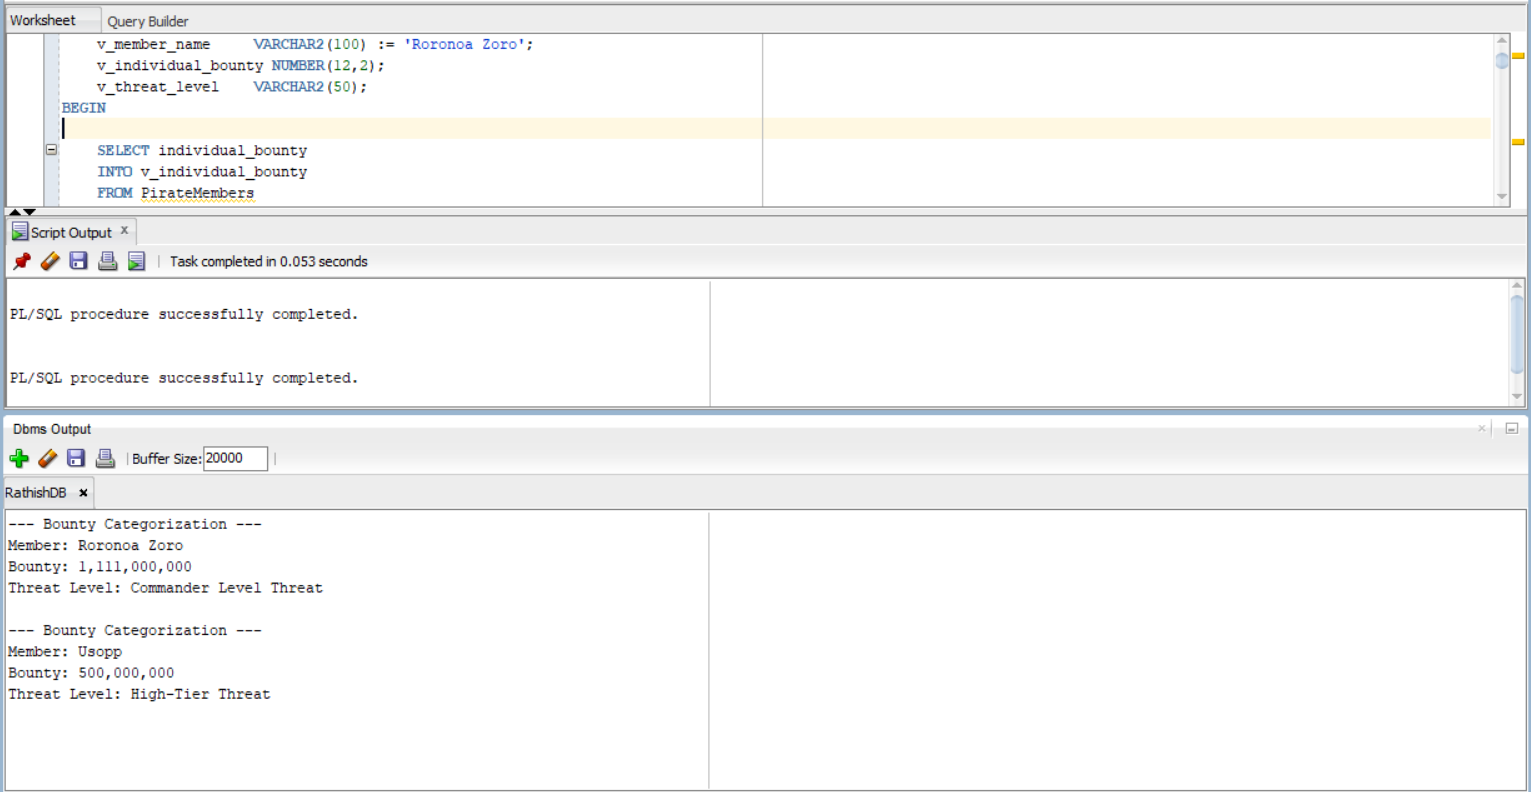 Worksheet Query Builder
v_member_name     VARCHAR2(100) := 'Roronoa Zoro';
v_individual_bounty NUMBER(12,2);
v_threat_level    VARCHAR2(50);
BEGIN
SELECT individual_bounty
INTO v_individual_bounty
FROM PirateMembers
Script Output x
Task completed in 0.053 seconds
PL/SQL procedure successfully completed.
PL/SQL procedure successfully completed.
Dbms Output
Buffer Size: 20000
RathishDB
--- Bounty Categorization ---
Member: Roronoa Zoro
Bounty: 1,111,000,000
Threat Level: Commander Level Threat
--- Bounty Categorization ---
Member: Usopp
Bounty: 500,000,000
Threat Level: High-Tier Threat